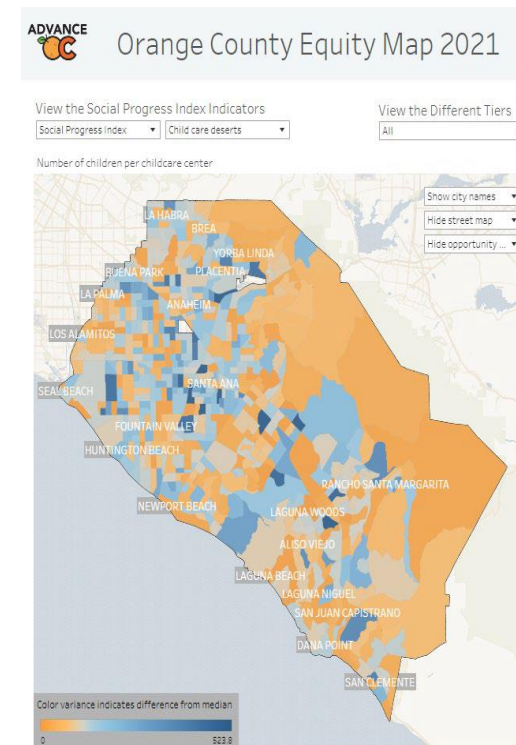 ADVANCE
OC
Orange County Equity Map 2021
View the Social Progress Index Indicators
View the Different Tiers
Social Progress Index
Child care deserts
All
Number of children per childcare center
Show city names
Hide street map
Hide opportunity ...
LA HABRA
BREA
YORBA LINDA
BUENA PARK
PLACENTIA
LA PALMA
ANAHEIM
LOS ALAMITOS
SANTA ANA
SEAL BEACH
FOUNTAIN VALLEY
HUNTINGTON BEACH
RANCHO SANTA MARGARITA
NEWPORT BEACH
LAGUNA WOODS
ALISO VIEJO
LAGUNA BEACH
LAGUNA NIGUEL
SAN JUAN CAPISTRANO
DANA POINT
SAN CLEMENTE
Color variance indicates difference from median
0
523.8